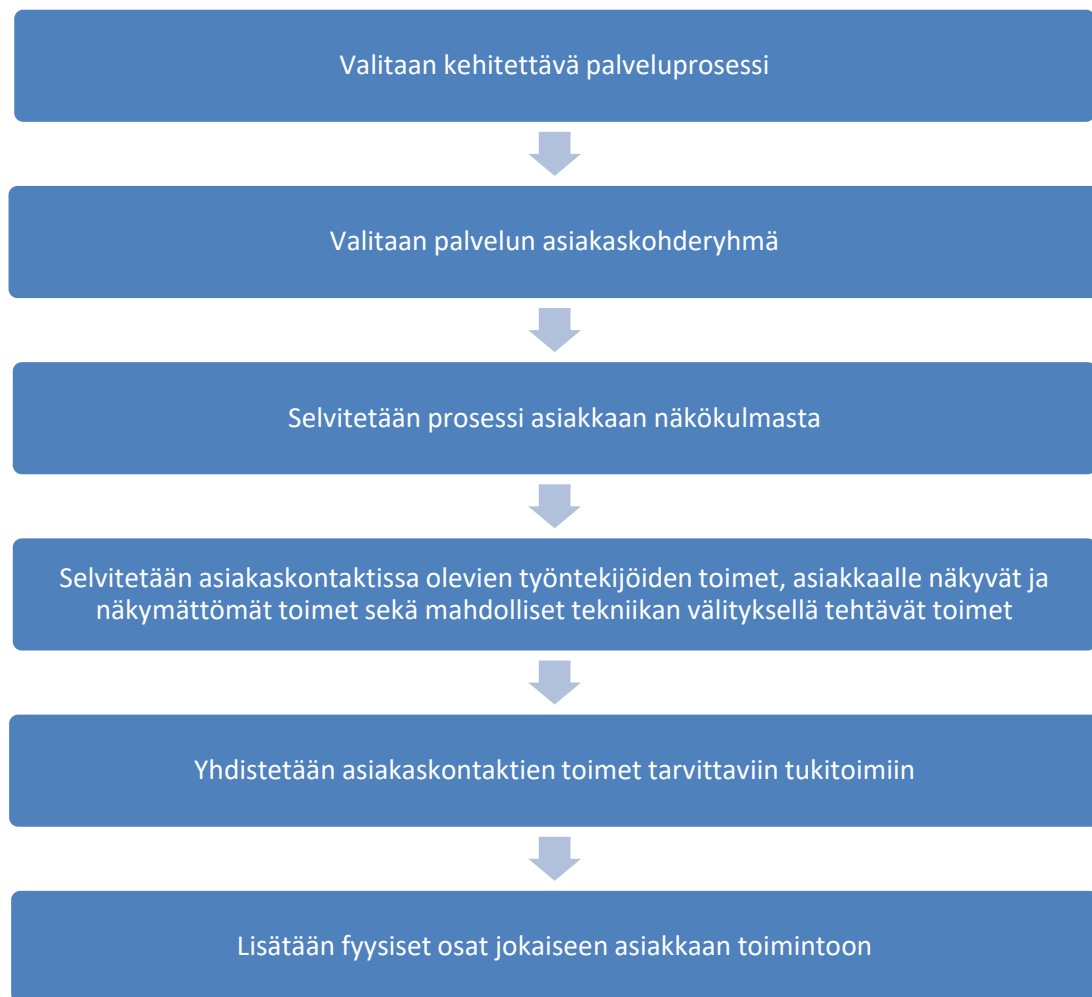 Valitaan kehitettävä palveluprosessi
Valitaan palvelun asiakaskohderyhmä
Selvitetään prosessi asiakkaan näkökulmasta
Selvitetään asiakaskontaktissa olevien työntekijöiden toimet, asiakkaalle näkyvät ja
näkymättömät toimet sekä mahdolliset tekniikan välityksellä tehtävät toimet
Yhdistetään asiakaskontaktien toimet tarvittaviin tukitoimiin
Lisätään fyysiset osat jokaiseen asiakkaan toimintoon